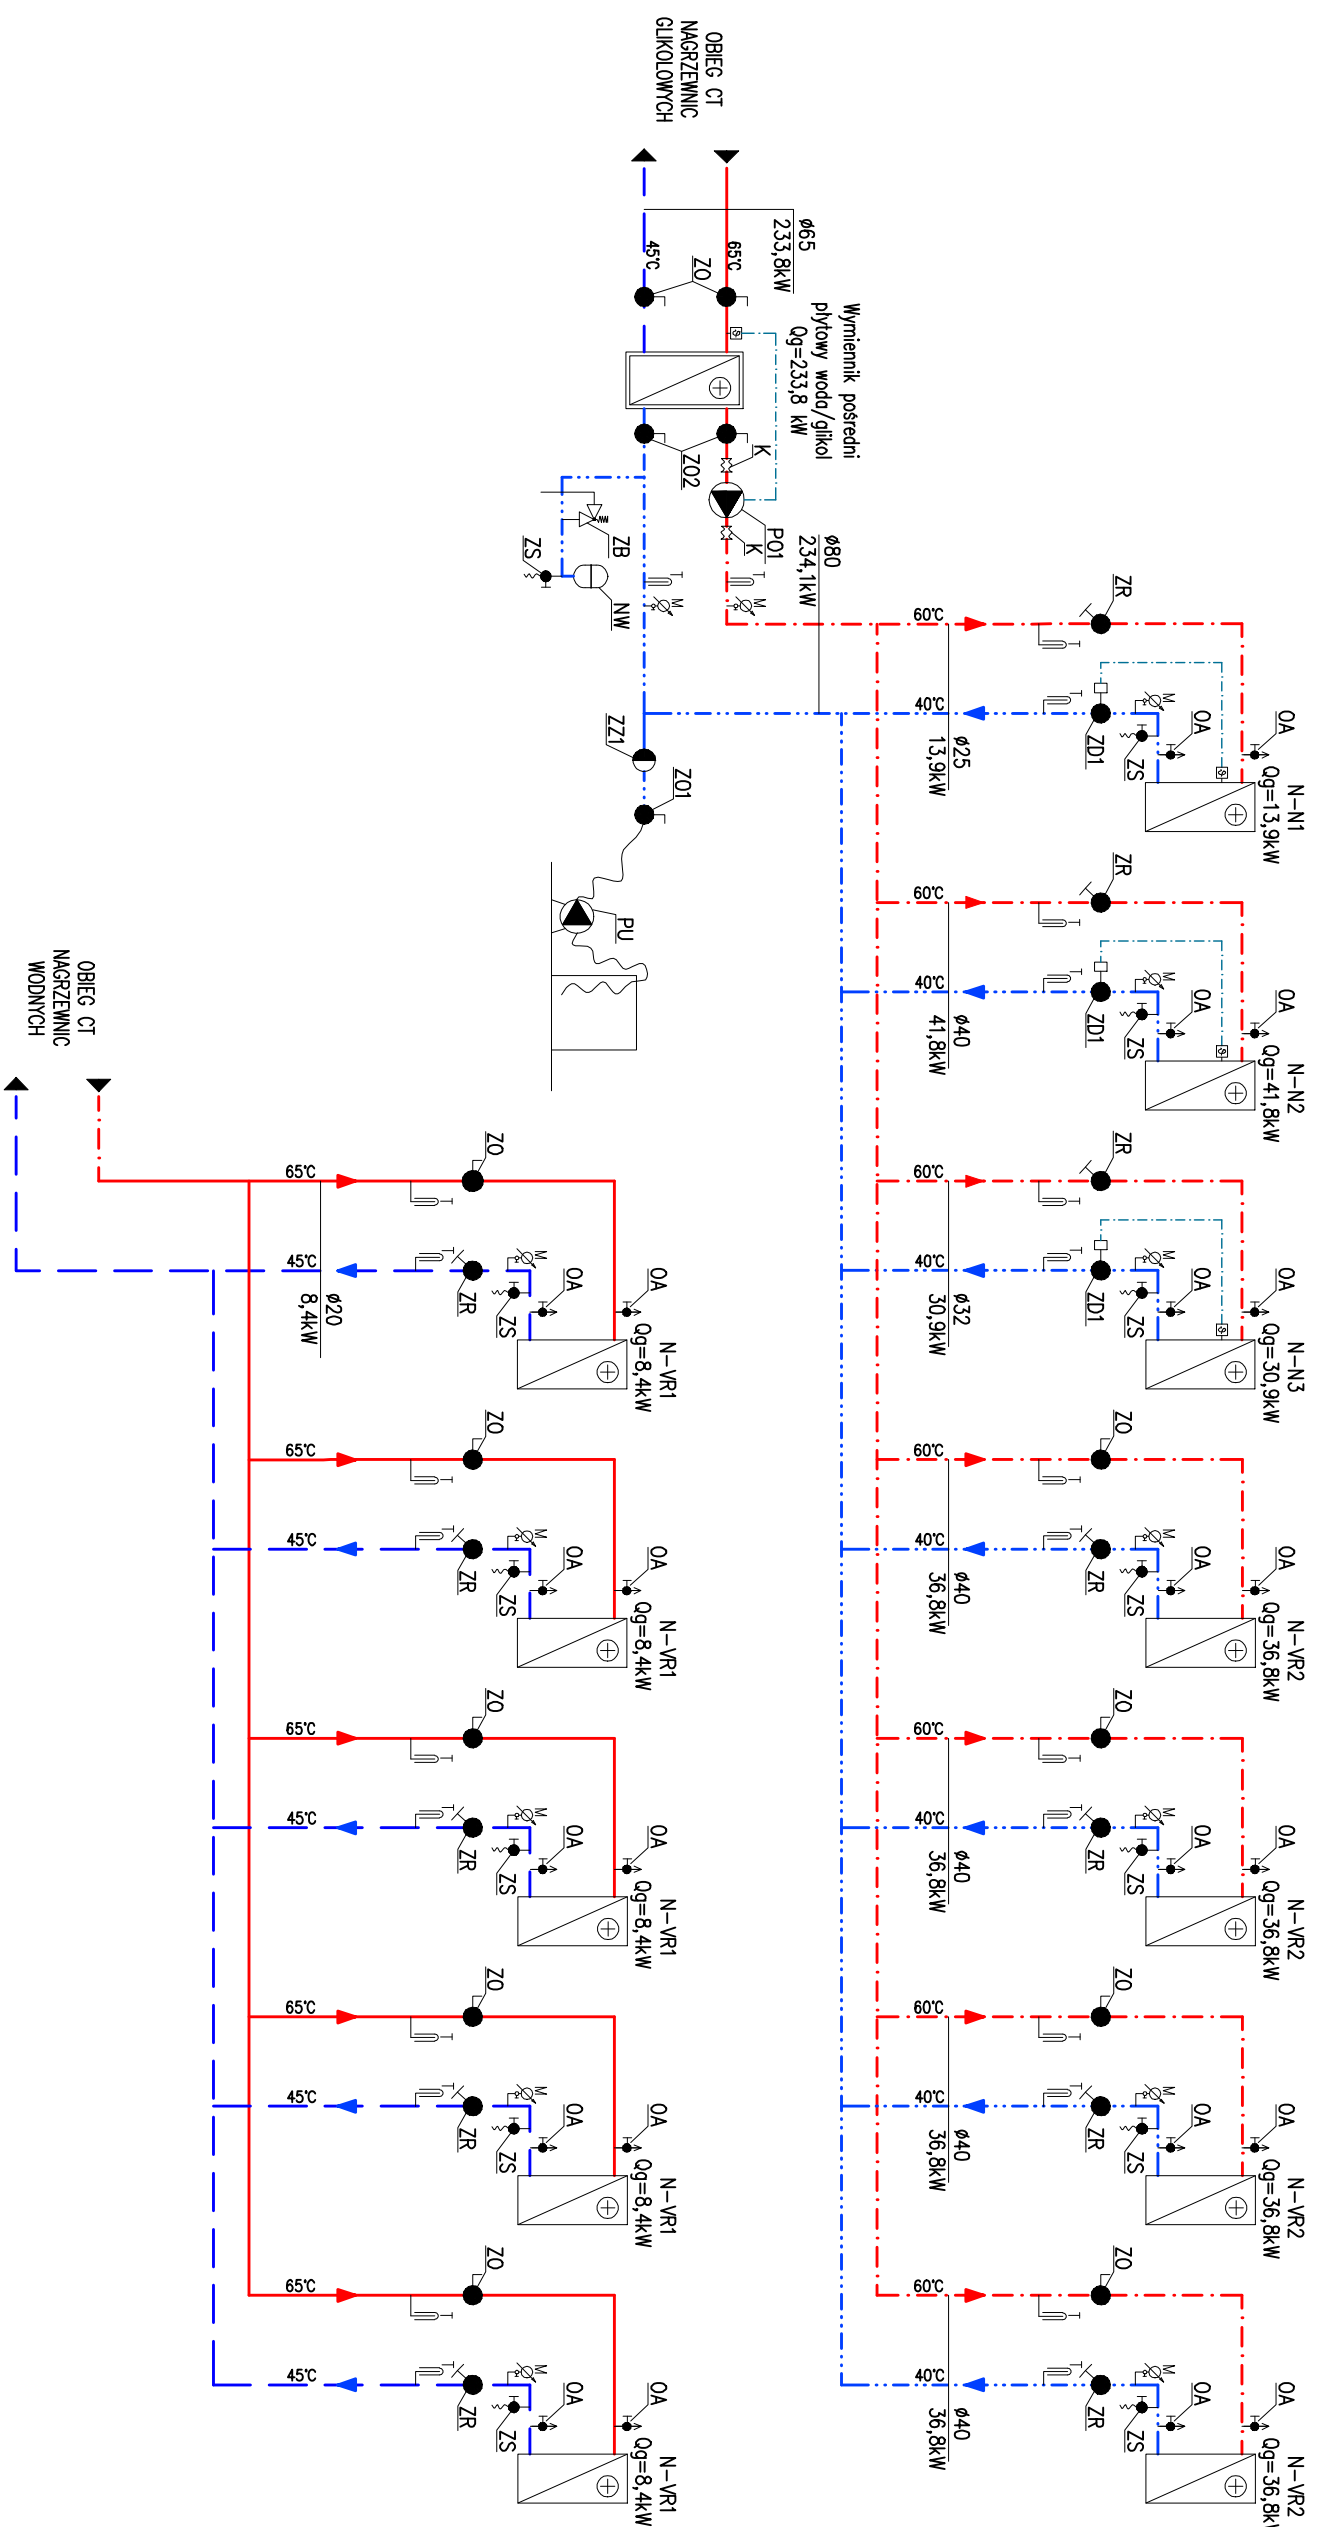 OBIEG CT
NAGRZEWNIC
GLIKOLOWYCH
ø65
233,8kW
65°C
45°C
ZO
Wymiennik pośredni
płytowy woda/glikol
Qg=233,8 kW
S
ZO2
K
PO1
K
ZB
ZS
NW
T
M
T
M
ø80
234,1kW
ZZ1
ZO1
PU
N-N1
Qg=13,9kW
OA
OA
ZR
ZD1
ZS
M
T
T
S
60°C
40°C
ø25
13,9kW
N-N2
Qg=41,8kW
OA
OA
ZR
ZD1
ZS
M
T
T
S
60°C
40°C
ø40
41,8kW
N-N3
Qg=30,9kW
OA
OA
ZR
ZD1
ZS
M
T
T
S
60°C
40°C
ø32
30,9kW
N-VR2
Qg=36,8kW
OA
OA
ZO
ZR
ZS
M
T
T
60°C
40°C
ø40
36,8kW
N-VR2
Qg=36,8kW
OA
OA
ZO
ZR
ZS
M
T
T
60°C
40°C
ø40
36,8kW
N-VR2
Qg=36,8kW
OA
OA
ZO
ZR
ZS
M
T
T
60°C
40°C
ø40
36,8kW
N-VR2
Qg=36,8k
OA
OA
ZO
ZR
ZS
M
T
T
60°C
40°C
ø40
36,8kW
OBIEG CT
NAGRZEWNIC
WODNYCH
N-VR1
Qg=8,4kW
OA
OA
ZO
ZR
ZS
M
T
T
65°C
45°C
ø20
8,4kW
N-VR1
Qg=8,4kW
OA
OA
ZO
ZR
ZS
M
T
T
65°C
45°C
N-VR1
Qg=8,4kW
OA
OA
ZO
ZR
ZS
M
T
T
65°C
45°C
N-VR1
Qg=8,4kW
OA
OA
ZO
ZR
ZS
M
T
T
65°C
45°C
N-VR1
Qg=8,4kW
OA
OA
ZO
ZR
ZS
M
T
T
65°C
45°C